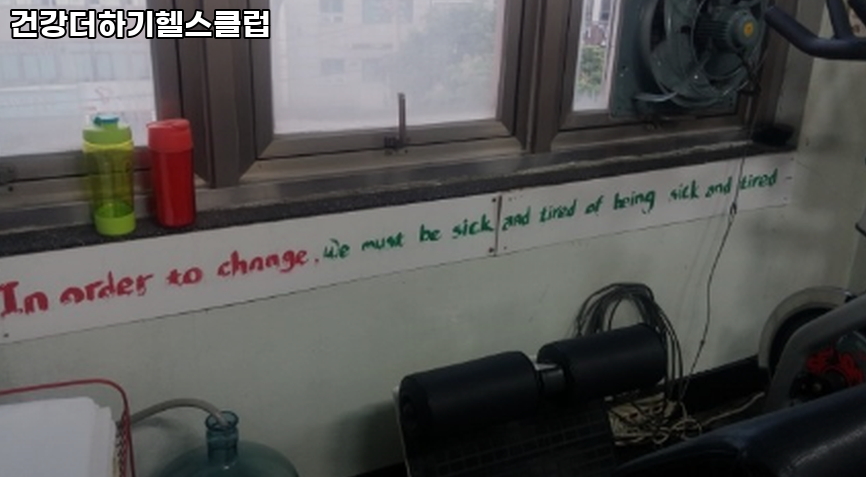 건강더하기헬스클럽
In order to change, we must be sick and tired of being sick and tired